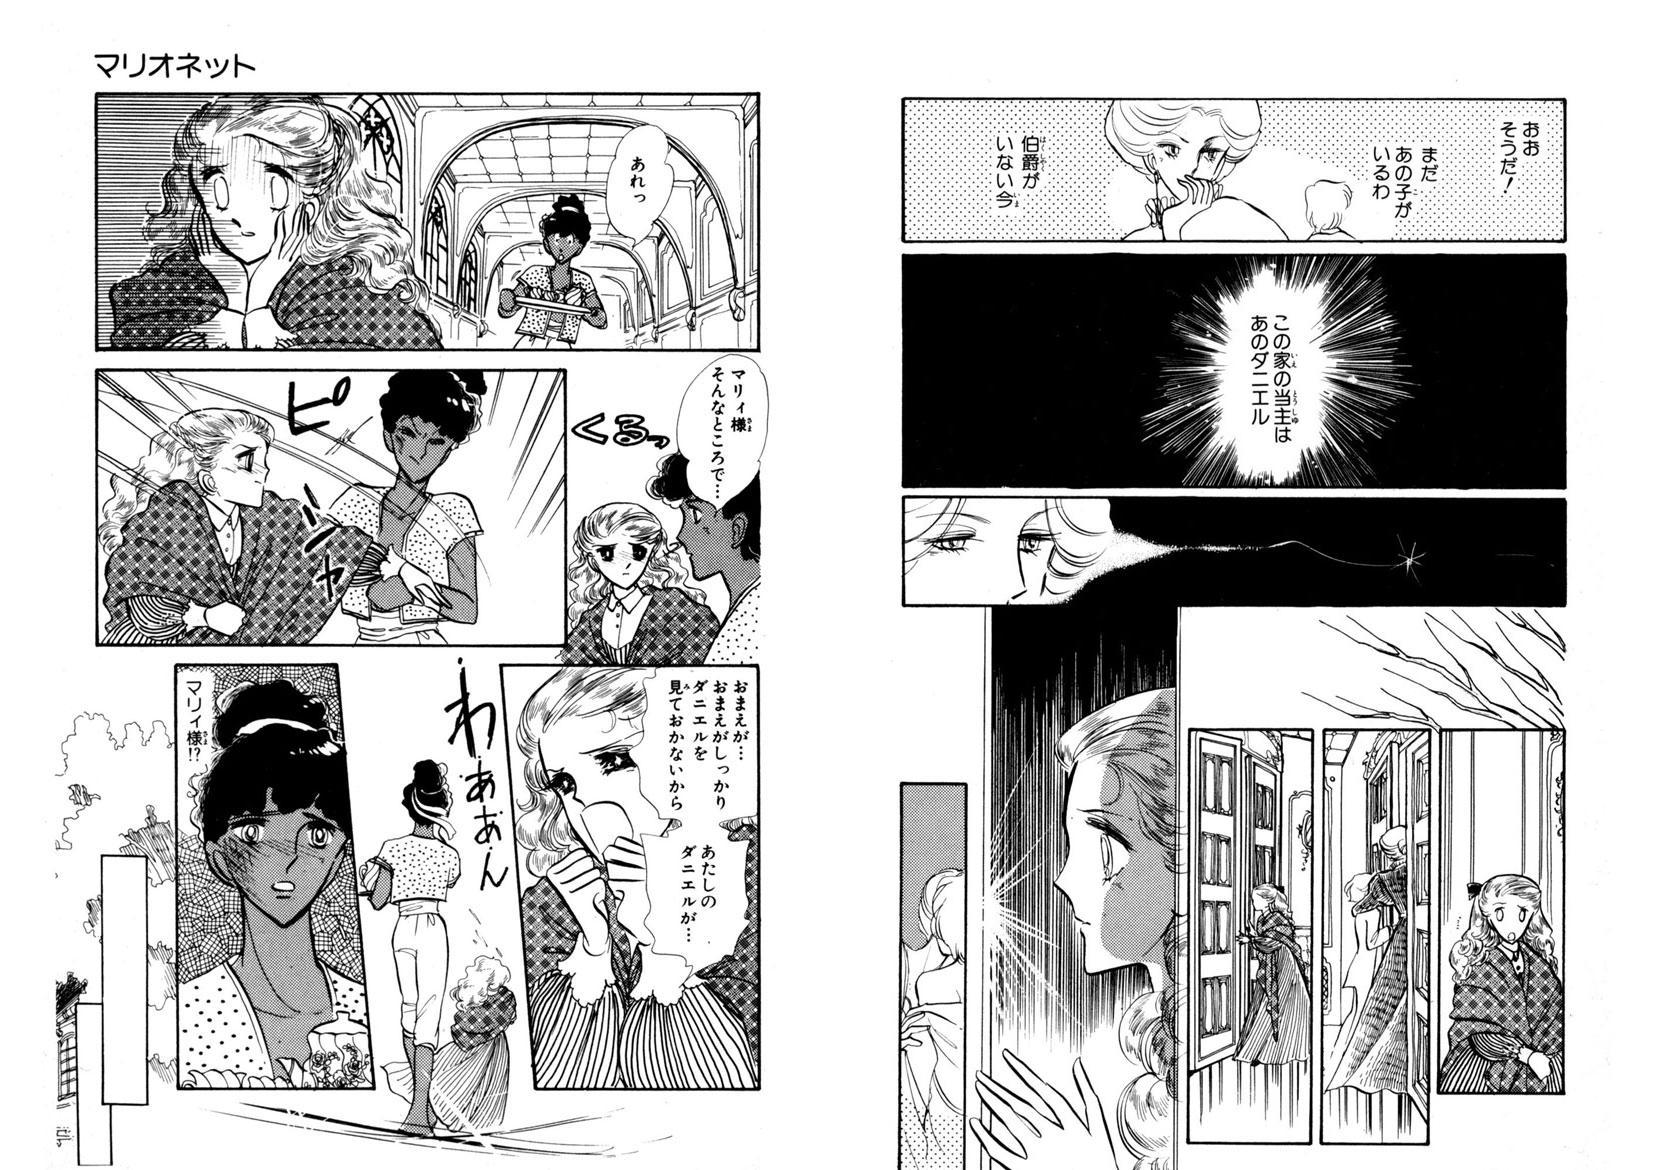 おお
そうだ！
まだ
あの子が
いるわ
伯爵が
いない今
この家の当主は
あのダニエル
マリオネット
あれっ
マリィ様
そんなところで…
くるっ
ピ
ジャ
おまえが…
おまえがしっかり
ダニエルを
見ておかないから
あたしの
ダニエルが…
わぁあん
マリィ様!?